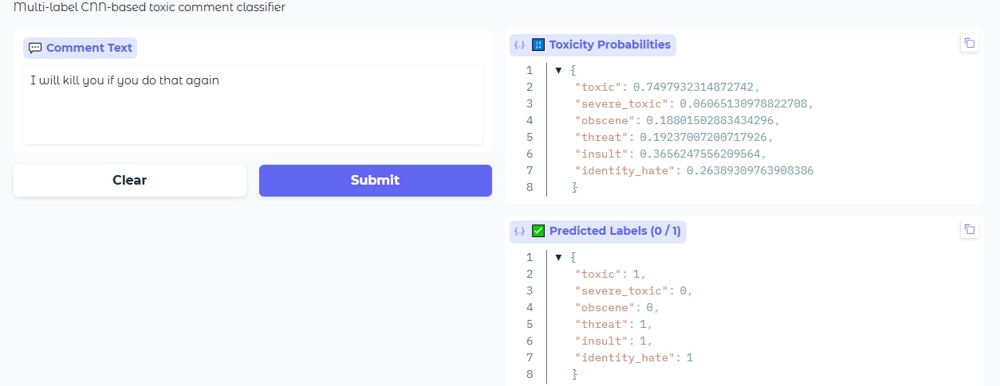 Multi-label CNN-based toxic comment classifier
💬 Comment Text
I will kill you if you do that again
Clear
Submit
{..} 🔢 Toxicity Probabilities
1 ▼ {
2 "toxic": 0.7497932314872742,
3 "severe_toxic": 0.06065130978822708,
4 "obscene": 0.18801502883434296,
5 "threat": 0.19237007200717926,
6 "insult": 0.3656247556209564,
7 "identity_hate": 0.26389309763908386
8 }
{..} ✅ Predicted Labels (0 / 1)
1 ▼ {
2 "toxic": 1,
3 "severe_toxic": 0,
4 "obscene": 0,
5 "threat": 1,
6 "insult": 1,
7 "identity_hate": 1
8 }